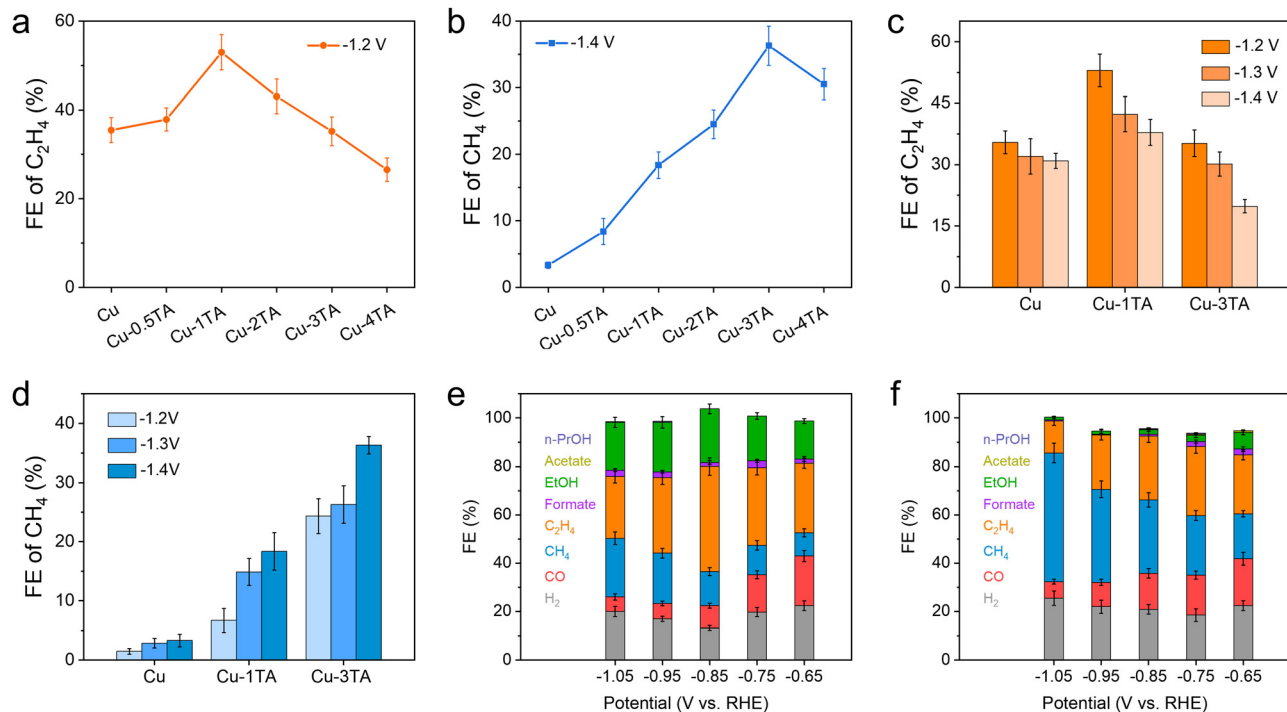 a
60
40
20
0
FE of C₂H₄ (%)
-1.2 V
Cu
Cu-0.5TA
Cu-1TA
Cu-2TA
Cu-3TA
Cu-4TA
b
40
30
20
10
0
FE of CH₄ (%)
-1.4 V
Cu
Cu-0.5TA
Cu-1TA
Cu-2TA
Cu-3TA
Cu-4TA
c
60
45
30
15
0
FE of C₂H₄ (%)
-1.2 V
-1.3 V
-1.4 V
Cu
Cu-1TA
Cu-3TA
d
40
30
20
10
0
FE of CH₄ (%)
-1.2V
-1.3V
-1.4V
Cu
Cu-1TA
Cu-3TA
e
100
80
60
40
20
0
FE (%)
n-PrOH
Acetate
EtOH
Formate
C₂H₄
CH₄
CO
H₂
-1.05
-0.95
-0.85
-0.75
-0.65
Potential (V vs. RHE)
f
100
80
60
40
20
0
FE (%)
n-PrOH
Acetate
EtOH
Formate
C₂H₄
CH₄
CO
H₂
-1.05
-0.95
-0.85
-0.75
-0.65
Potential (V vs. RHE)